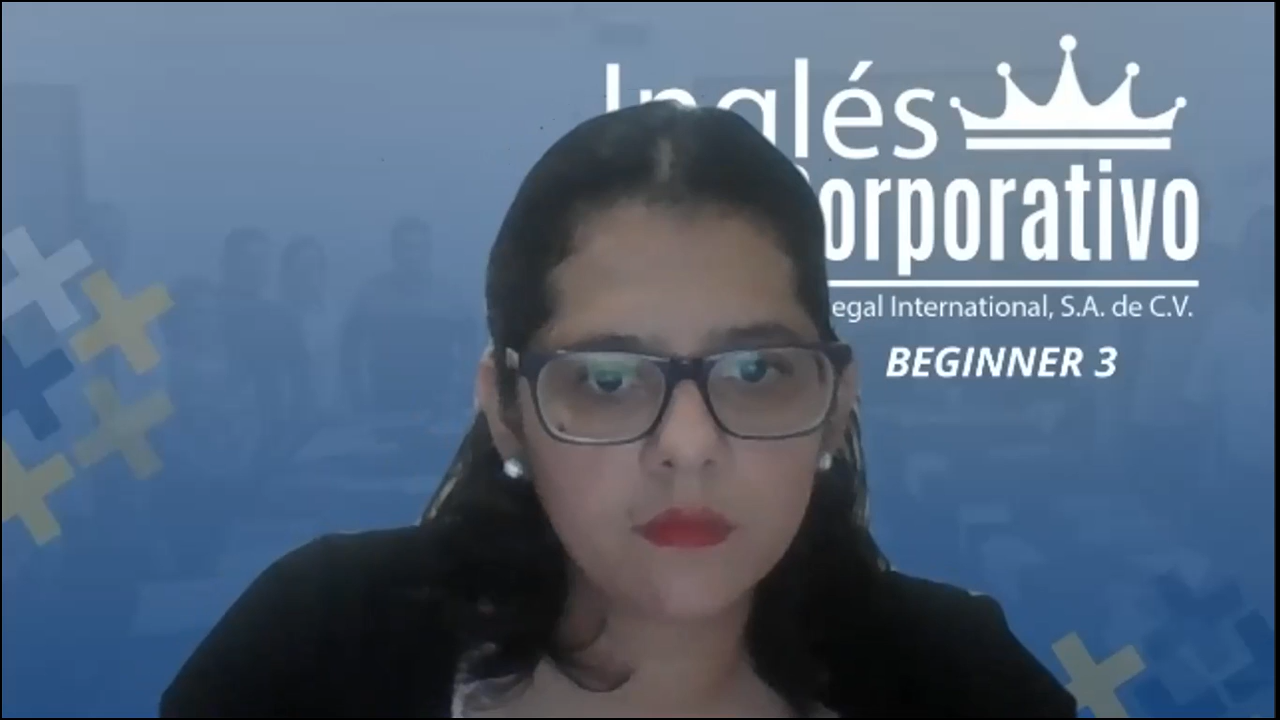 Inglés
orporativo
egal International, S.A. de C.V.
BEGINNER 3